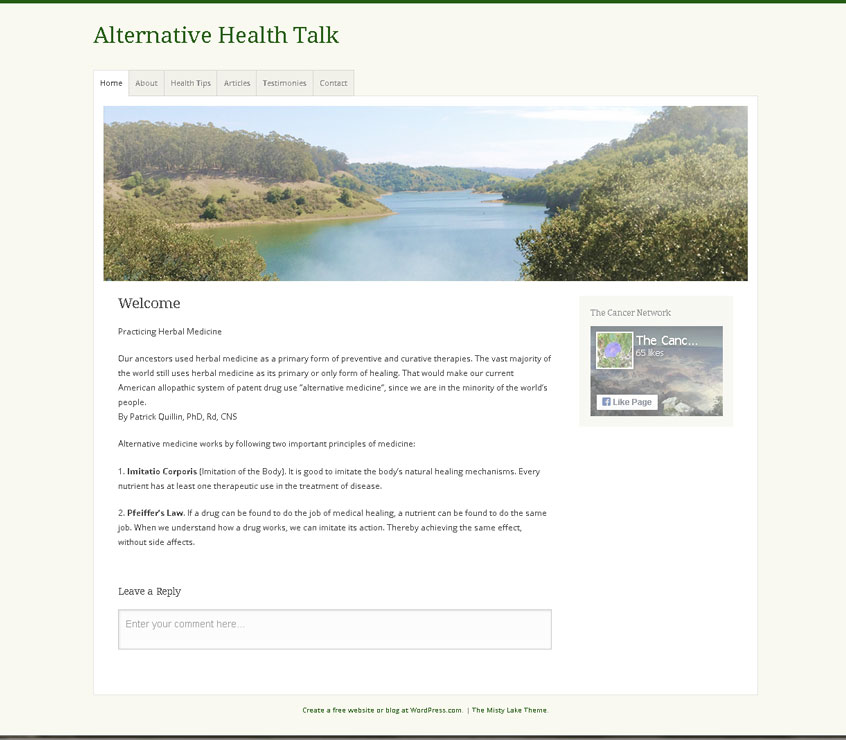 Alternative Health Talk
Home
About
Health Tips
Articles
Testimonies
Contact
Welcome
Practicing Herbal Medicine
Our ancestors used herbal medicine as a primary form of preventive and curative therapies. The vast majority of
the world still uses herbal medicine as its primary or only form of healing. That would make our current
American allopathic system of patent drug use "alternative medicine", since we are in the minority of the world's
people.
By Patrick Quillin, PhD, Rd, CNS
Alternative medicine works by following two important principles of medicine:
1. Imitatio Corporis (Imitation of the Body). It is good to imitate the body's natural healing mechanisms. Every
nutrient has at least one therapeutic use in the treatment of disease.
2. Pfeiffer's Law. If a drug can be found to do the job of medical healing, a nutrient can be found to do the same
job. When we understand how a drug works, we can imitate its action. Thereby achieving the same effect,
without side affects.
Leave a Reply
Enter your comment here...
The Cancer Network
The Canc...
65 likes
Like Page
Create a free website or blog at WordPress.com. | The Misty Lake Theme.